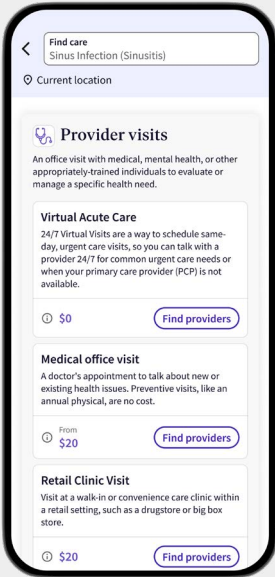 Find care
Sinus Infection (Sinusitis)
Current location
Provider visits
An office visit with medical, mental health, or other
appropriately-trained individuals to evaluate or
manage a specific health need.
Virtual Acute Care
24/7 Virtual Visits are a way to schedule same-
day, urgent care visits, so you can talk with a
provider 24/7 for common urgent care needs or
when your primary care provider (PCP) is not
available.
$0
Find providers
Medical office visit
A doctor's appointment to talk about new or
existing health issues. Preventive visits, like an
annual physical, are no cost.
From
$20
Find providers
Retail Clinic Visit
Visit at a walk-in or convenience care clinic within
a retail setting, such as a drugstore or big box
store.
$20
Find providers